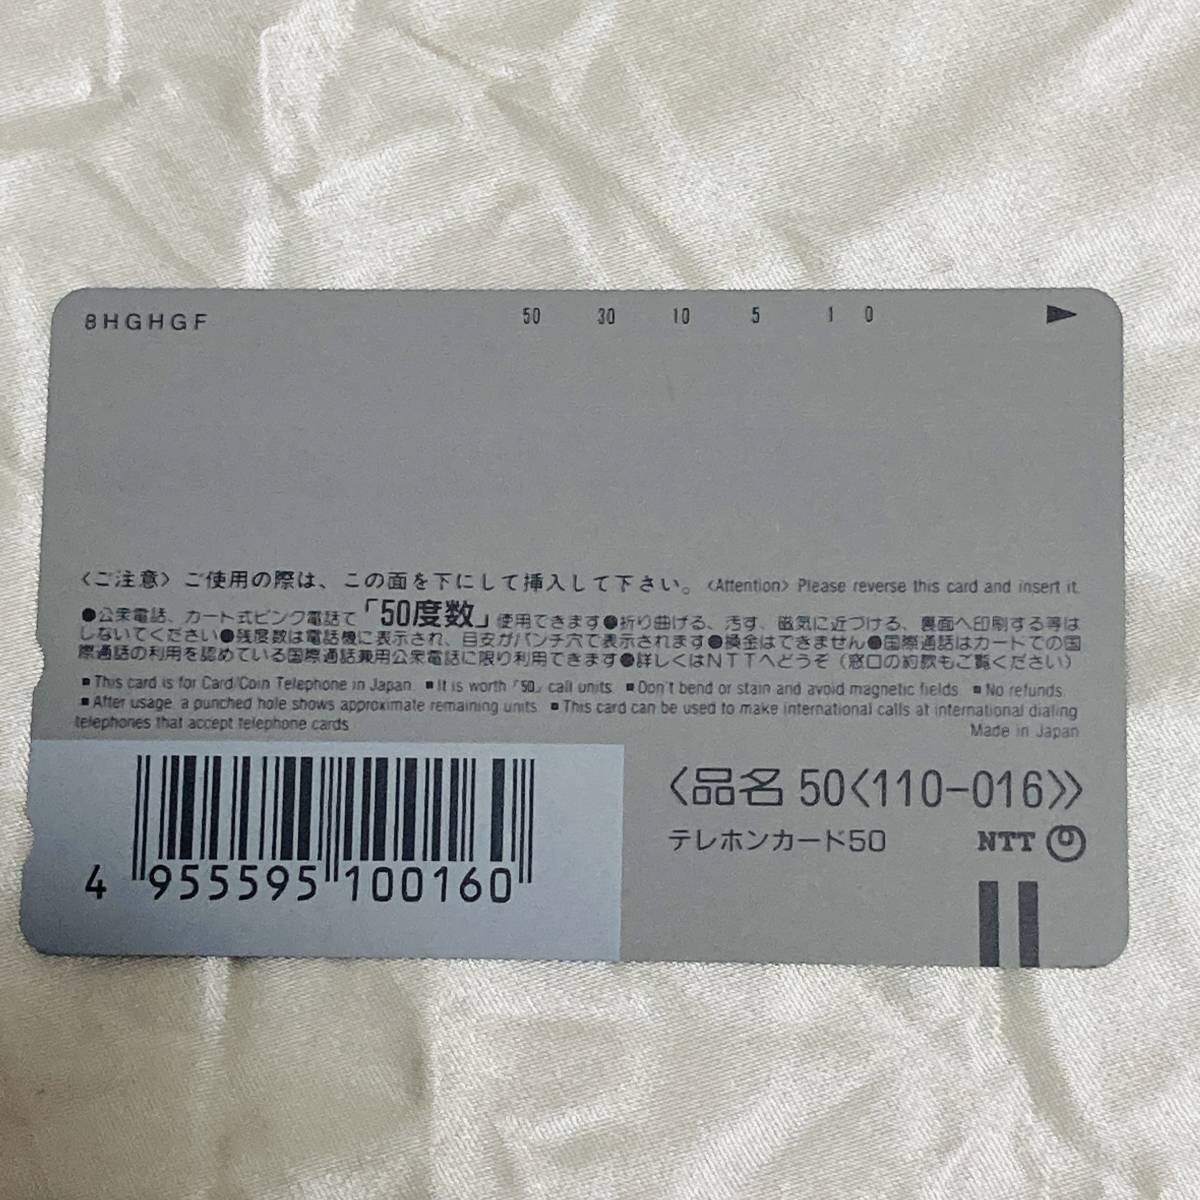 8HGHGF 50 30 10 5 1 0
〈ご注意〉ご使用の際は、この面を下にして挿入して下さい。〈Attention〉Please reverse this card and insert it.
●公衆電話、カード式ピンク電話で「50度数」使用できます●折り曲げる、汚す、磁気に近づける、裏面へ印刷する等は
しないでください●残度数は電話機に表示され、目安がパンチ穴で表示されます●換金はできません●国際通話はカードでの国
際通話の利用を認めている国際通話兼用公衆電話に限り利用できます●詳しくはNTTへどうぞ（窓口の約款もご覧ください）
■This card is for Card/Coin Telephone in Japan. ■It is worth「50」call units. ■Don't bend or stain and avoid magnetic fields. ■No refunds.
■After usage, a punched hole shows approximate remaining units. ■This card can be used to make international calls at international dialing
telephones that accept telephone cards.
Made in Japan
〈品名 50〈110-016〉〉
テレホンカード50 NTT
4 955595 100160